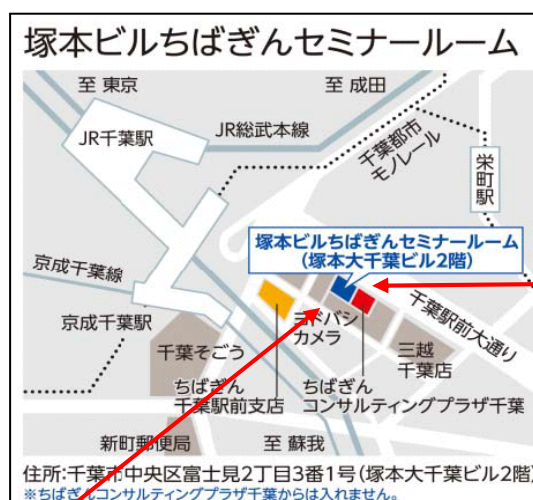 塚本ビルちばぎんセミナールーム
至 東京
至 成田
JR千葉駅
JR総武本線
千葉都市
モノレール
栄町駅
塚本ビルちばぎんセミナールーム
（塚本大千葉ビル2階）
京成千葉線
京成千葉駅
千葉駅前大通り
ヨドバシ
カメラ
千葉そごう
三越
千葉店
ちばぎん
千葉駅前支店
ちばぎん
コンサルティングプラザ千葉
新町郵便局
至 蘇我
住所:千葉市中央区富士見2丁目3番1号(塚本大千葉ビル2階)
※ちばぎんコンサルティングプラザ千葉からは入れません。